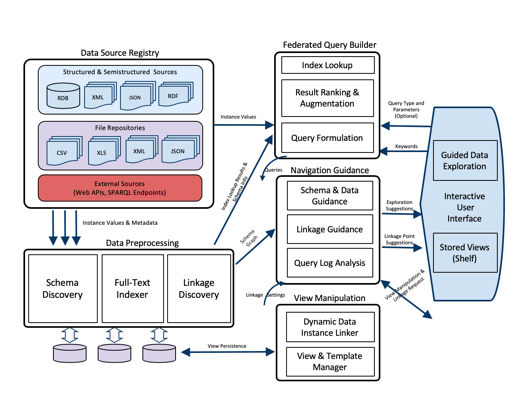 Data Source Registry
Structured & Semistructured Sources
RDB
XML
JSON
RDF
File Repositories
CSV
XLS
XML
JSON
External Sources
(Web APIs, SPARQL Endpoints)
Instance Values & Metadata
Data Preprocessing
Schema
Discovery
Full-Text
Indexer
Linkage
Discovery
Instance Values
Index Lookup Results &
Schema Info
Schema
Graph
View Persistence
Federated Query Builder
Index Lookup
Result Ranking &
Augmentation
Query Formulation
Queries
Navigation Guidance
Schema & Data
Guidance
Linkage Guidance
Query Log Analysis
Linkage Settings
View Manipulation
Dynamic Data
Instance Linker
View & Template
Manager
Query Type and
Parameters
(Optional)
Keywords
Exploration
Suggestions
Linkage Point
Suggestions
View Manipulation &
Linkage Request
Guided Data
Exploration
Interactive
User
Interface
Stored Views
(Shelf)